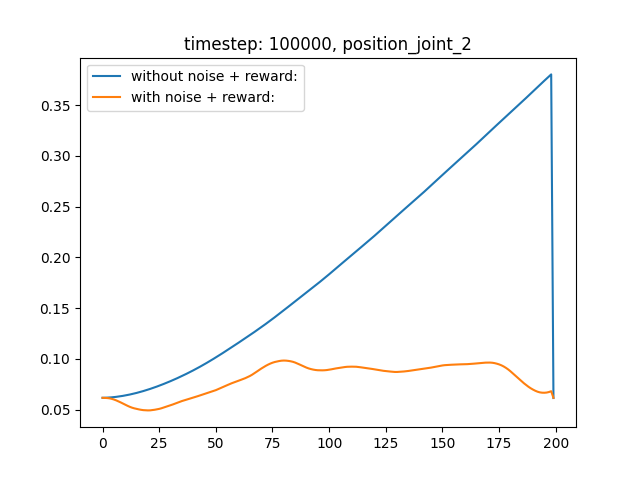 timestep: 100000, position_joint_2
without noise + reward:
with noise + reward:
0.35
0.30
0.25
0.20
0.15
0.10
0.05
0 25 50 75 100 125 150 175 200